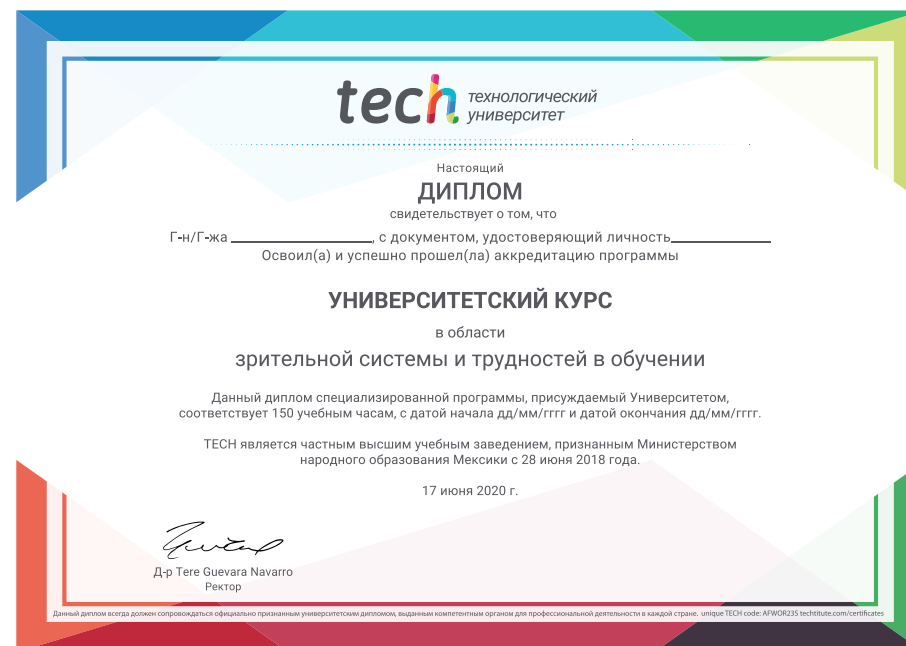 tech технологический
университет
Настоящий
ДИПЛОМ
свидетельствует о том, что
Г-н/Г-жа ____________________, с документом, удостоверяющий личность______________
Освоил(а) и успешно прошел(ла) аккредитацию программы
УНИВЕРСИТЕТСКИЙ КУРС
в области
зрительной системы и трудностей в обучении
Данный диплом специализированной программы, присуждаемый Университетом,
соответствует 150 учебным часам, с датой начала дд/мм/гггг и датой окончания дд/мм/гггг.
TECH является частным высшим учебным заведением, признанным Министерством
народного образования Мексики с 28 июня 2018 года.
17 июня 2020 г.
Д-р Tere Guevara Navarro
Ректор
Данный диплом всегда должен сопровождаться официально признанным университетским дипломом, выданным компетентным органом для профессиональной деятельности в каждой стране. unique TECH code: AFWOR23S techtitute.com/certificates